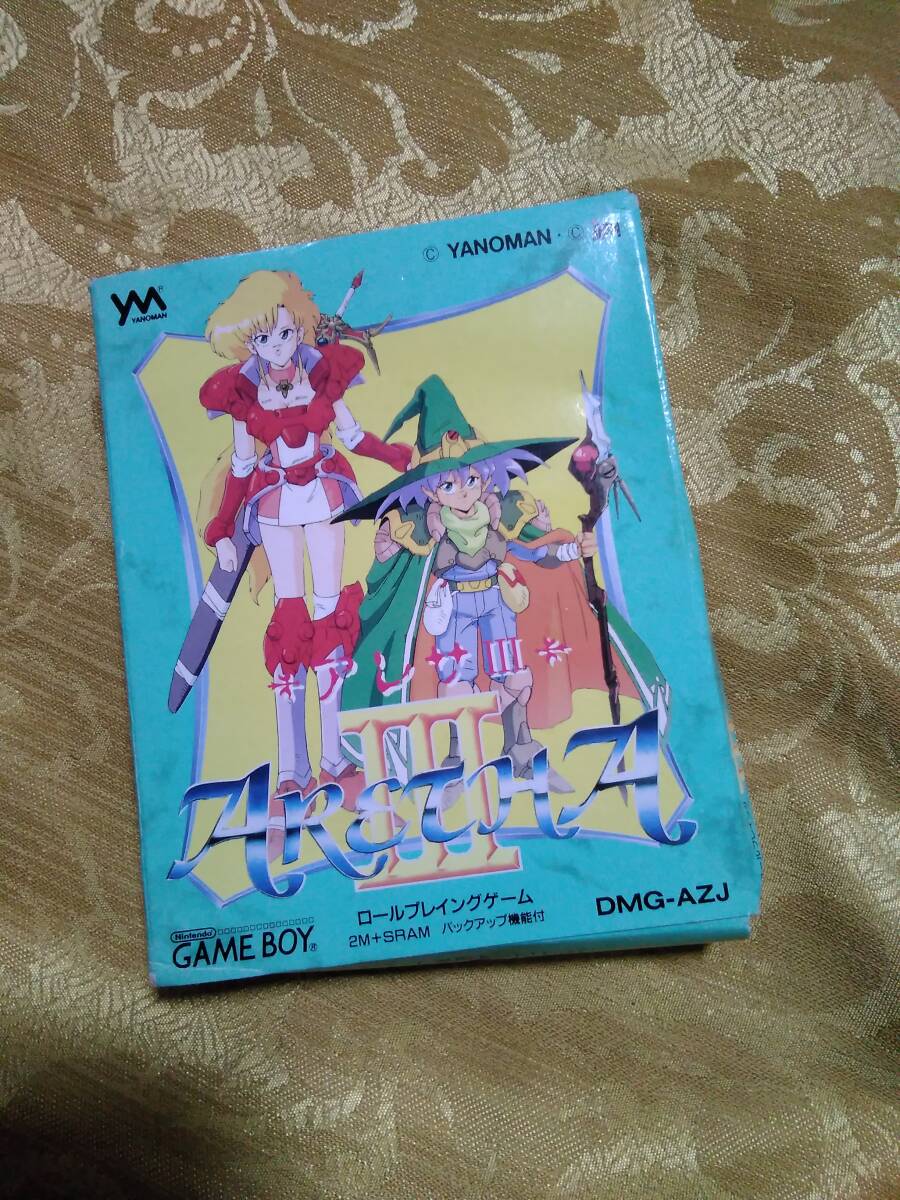 © YANOMAN · ©
YM®
YANOMAN
アレサIII
III
ARETHA
ロールプレイングゲーム
2M+SRAM バックアップ機能付
DMG-AZJ
Nintendo
GAME BOY®